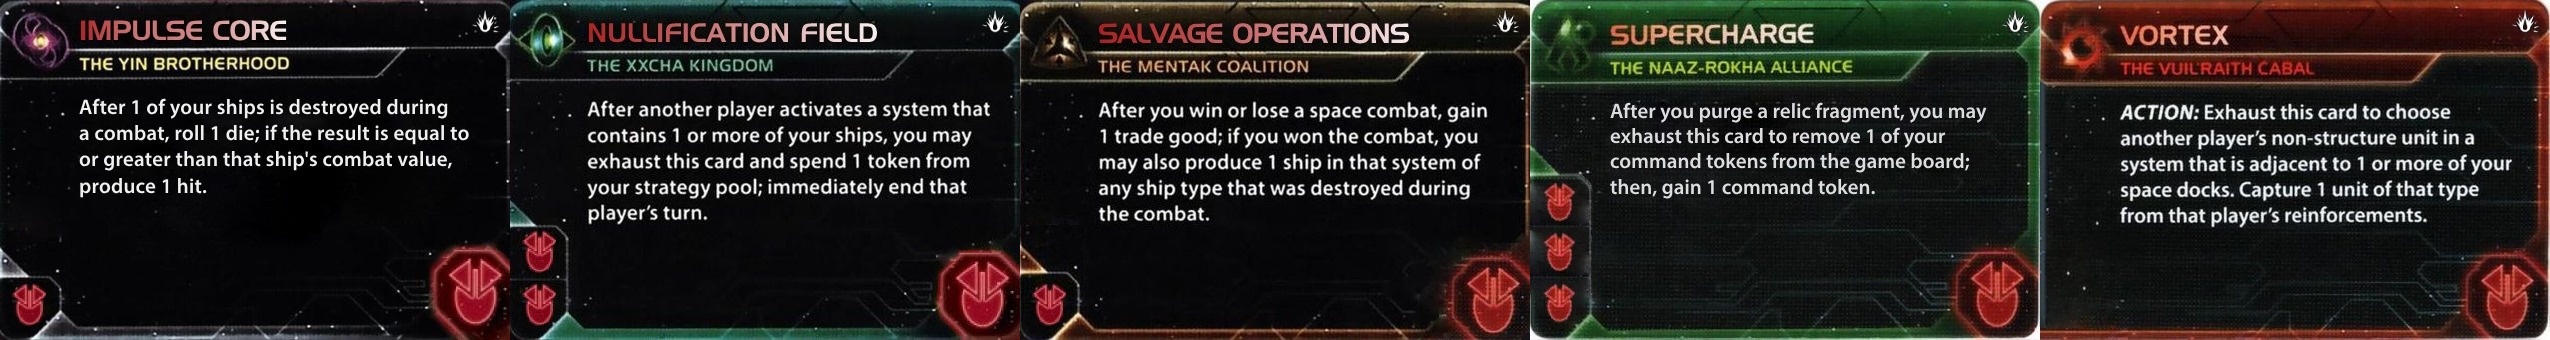 IMPULSE CORE
THE YIN BROTHERHOOD
After 1 of your ships is destroyed during
a combat, roll 1 die; if the result is equal to
or greater than that ship's combat value,
produce 1 hit.
NULLIFICATION FIELD
THE XXCHA KINGDOM
After another player activates a system that
contains 1 or more of your ships, you may
exhaust this card and spend 1 token from
your strategy pool; immediately end that
player's turn.
SALVAGE OPERATIONS
THE MENTAK COALITION
After you win or lose a space combat, gain
1 trade good; if you won the combat, you
may also produce 1 ship in that system of
any ship type that was destroyed during
the combat.
SUPERCHARGE
THE NAAZ-ROKHA ALLIANCE
After you purge a relic fragment, you may
exhaust this card to remove 1 of your
command tokens from the game board;
then, gain 1 command token.
VORTEX
THE VUIL'RAITH CABAL
ACTION: Exhaust this card to choose
another player's non-structure unit in a
system that is adjacent to 1 or more of your
space docks. Capture 1 unit of that type
from that player's reinforcements.